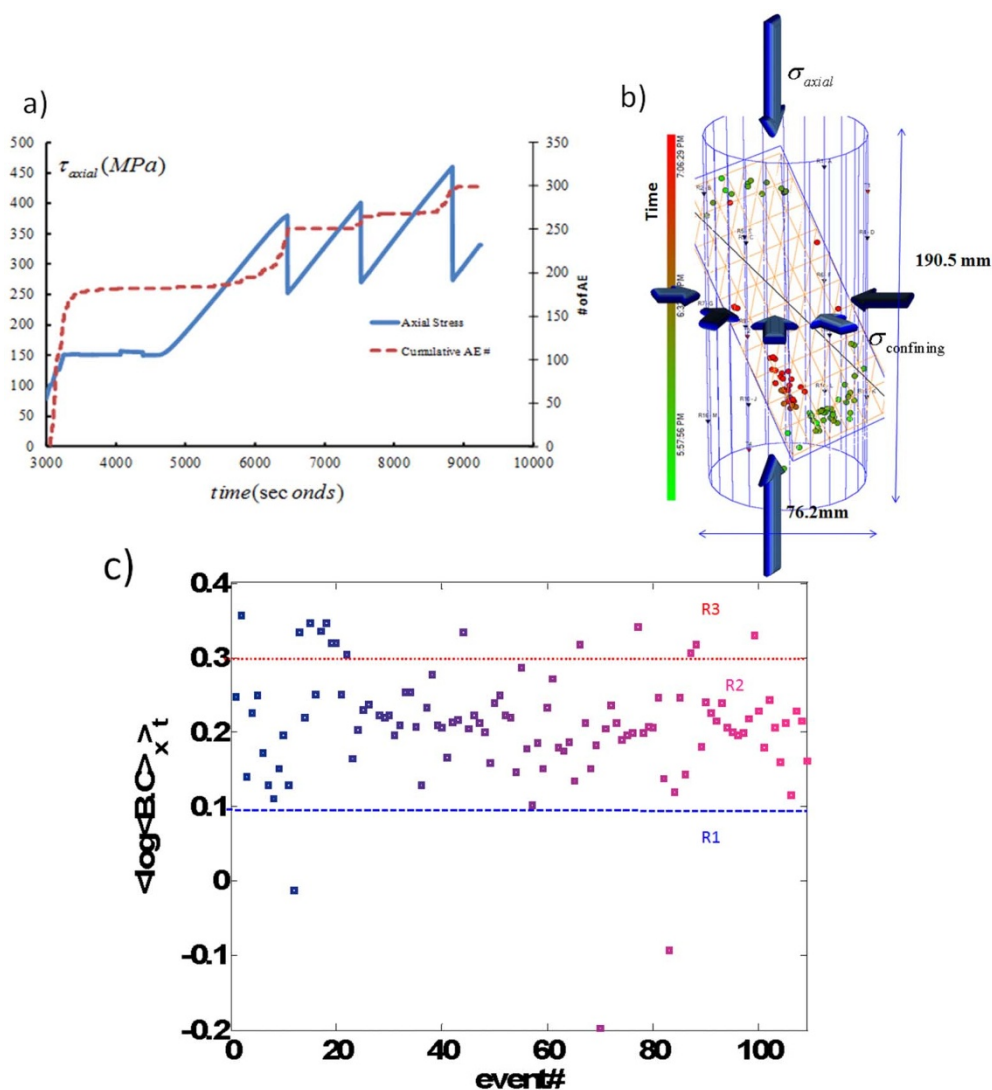 a)
τaxial(MPa)
500
450
400
350
300
250
200
150
100
50
0
350
300
250
200
150
100
50
0
# of AE
Axial Stress
Cumulative AE #
3000 4000 5000 6000 7000 8000 9000 10000
time(sec onds)
b)
σaxial
Time
7:06:29 PM
5:57:56 PM
190.5 mm
σconfining
76.2mm
c)
0.4
0.3
0.2
0.1
0
-0.1
-0.2
<log<B.C>x>t
R3
R2
R1
0 20 40 60 80 100
event#